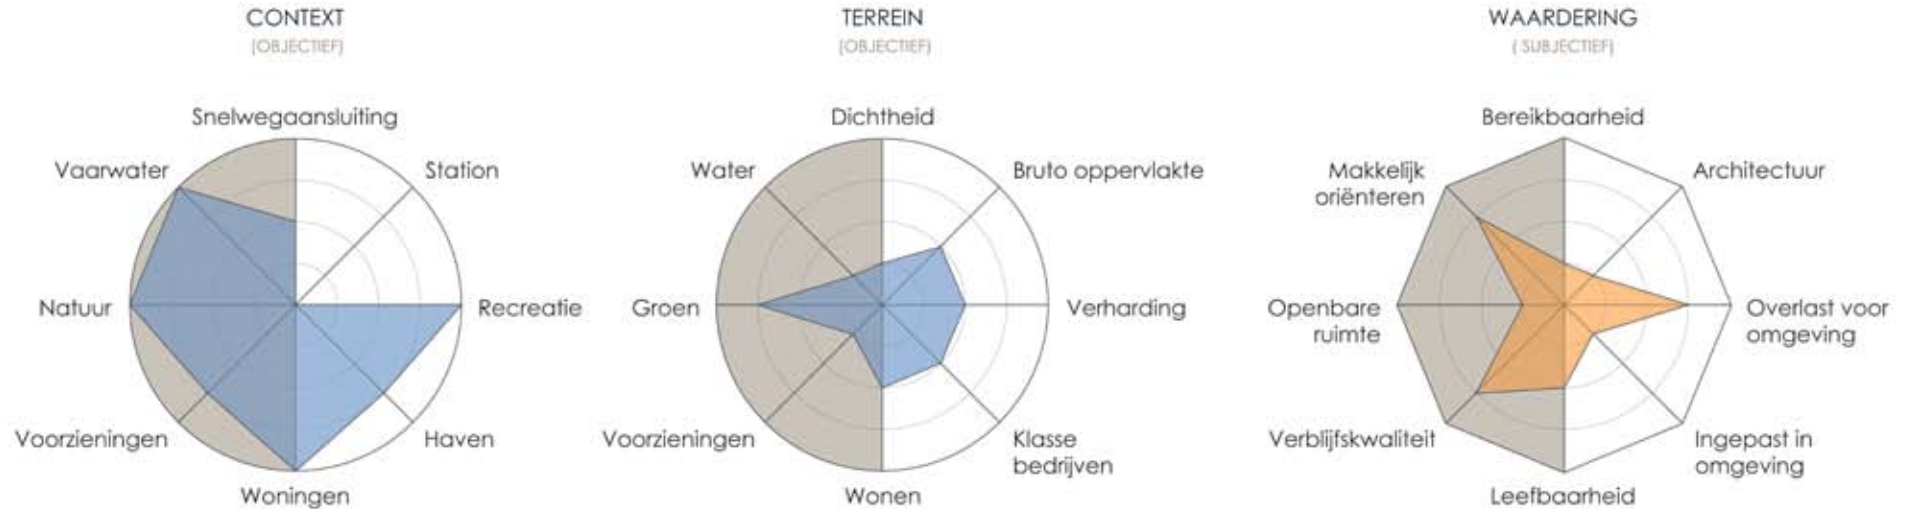 CONTEXT
(OBJECTIEF)
Snelwegaansluiting
Vaarwater
Station
Natuur
Recreatie
Voorzieningen
Haven
Woningen
TERREIN
(OBJECTIEF)
Dichtheid
Water
Bruto oppervlakte
Groen
Verharding
Voorzieningen
Klasse
bedrijven
Wonen
WAARDERING
( SUBJECTIEF)
Bereikbaarheid
Makkelijk
oriënteren
Architectuur
Openbare
ruimte
Overlast voor
omgeving
Verblijfskwaliteit
Ingepast in
omgeving
Leefbaarheid